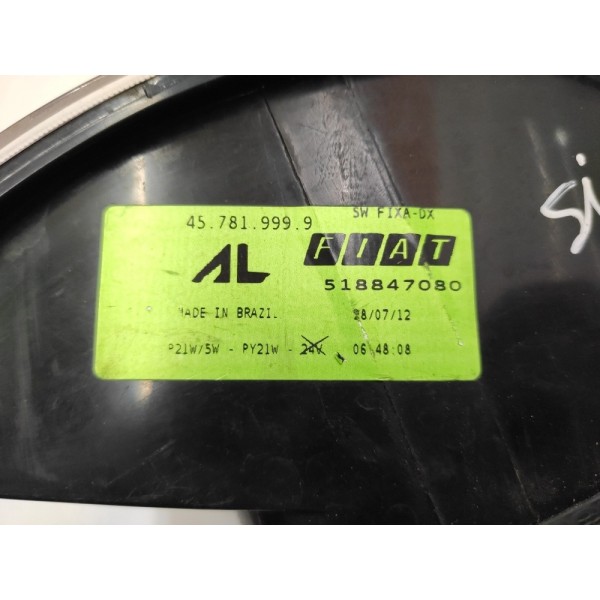 45.781.999.9 SW FIXA-DX
AL FIAT
518847080
MADE IN BRAZIL 28/07/12
P21W/5W - PY21W - 24V 06:48:08